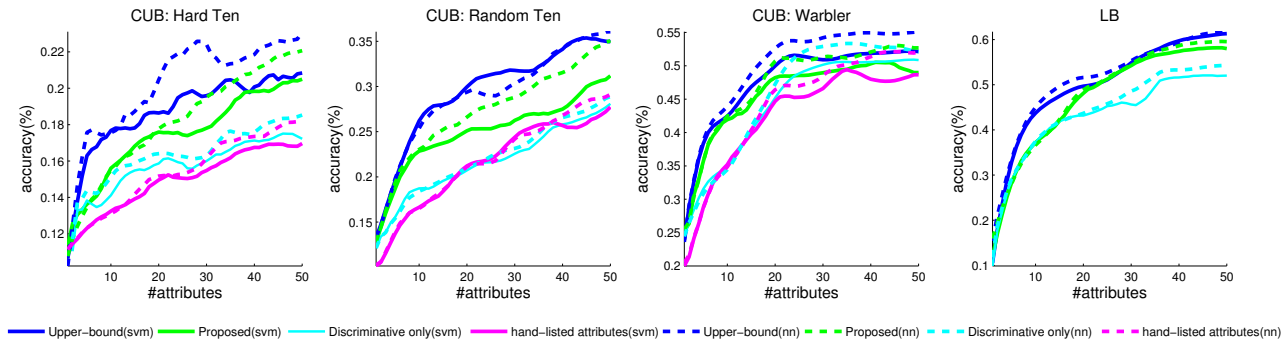 CUB: Hard Ten
CUB: Random Ten
CUB: Warbler
LB
accuracy(%)
0.22
0.2
0.18
0.16
0.14
0.12
10 20 30 40 50
#attributes
accuracy(%)
0.35
0.3
0.25
0.2
0.15
10 20 30 40 50
#attributes
accuracy(%)
0.55
0.5
0.45
0.4
0.35
0.3
0.25
0.2
10 20 30 40 50
#attributes
accuracy(%)
0.6
0.5
0.4
0.3
0.2
0.1
10 20 30 40 50
#attributes
Upper-bound(svm) Proposed(svm) Discriminative only(svm) hand-listed attributes(svm) Upper-bound(nn) Proposed(nn) Discriminative only(nn) hand-listed attributes(nn)